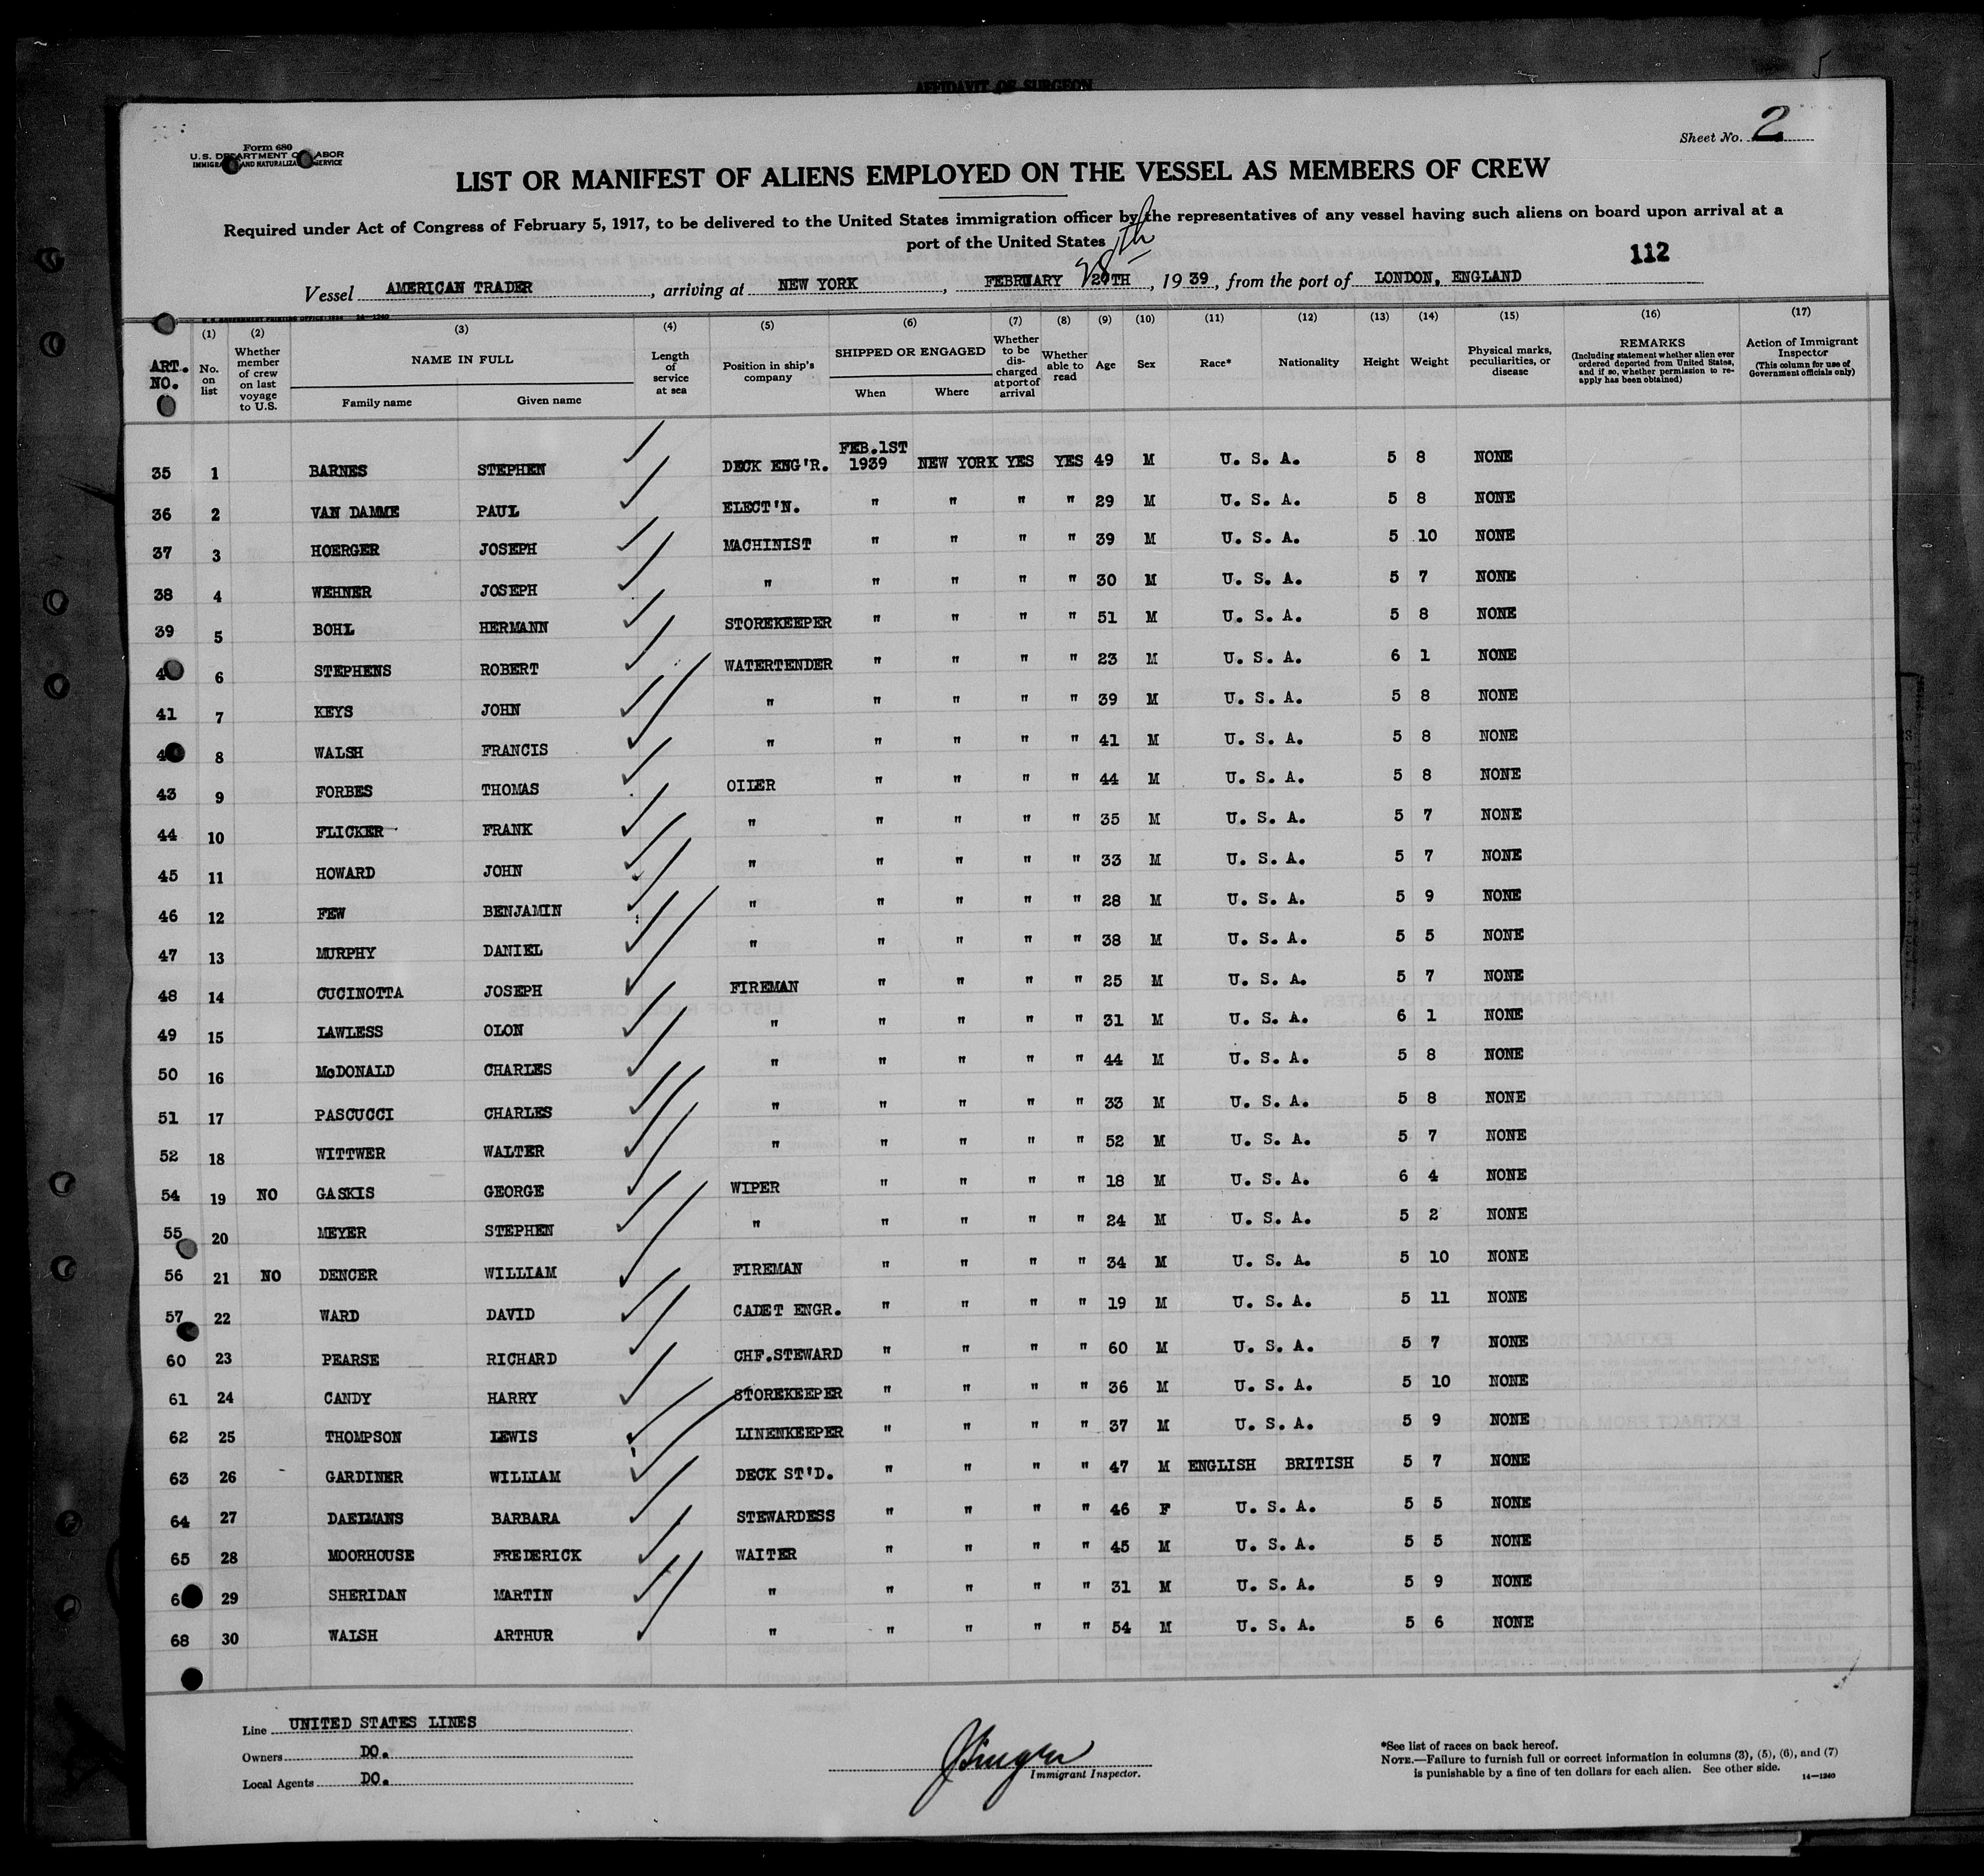 AFFIDAVIT OF SURGEON
5
Form 680
U.S. DEPARTMENT OF LABOR
IMMIGRATION AND NATURALIZATION SERVICE
Sheet No. 2
LIST OR MANIFEST OF ALIENS EMPLOYED ON THE VESSEL AS MEMBERS OF CREW
Required under Act of Congress of February 5, 1917, to be delivered to the United States immigration officer by the representatives of any vessel having such aliens on board upon arrival at a
port of the United States
112
28th
Vessel AMERICAN TRADER, arriving at NEW YORK, FEBRUARY 20TH, 1939, from the port of LONDON, ENGLAND
(1) (2) (3) (4) (5) (6) (7) (8) (9) (10) (11) (12) (13) (14) (15) (16) (17)
ART. NO. No. on list Whether member of crew on last voyage to U.S. NAME IN FULL Family name Given name Length of service at sea Position in ship's company SHIPPED OR ENGAGED When Where Whether to be discharged at port of arrival Whether able to read Age Sex Race* Nationality Height Weight Physical marks, peculiarities, or disease REMARKS (Including statement whether alien ever ordered deported from United States, and if so, whether permission to reapply has been obtained) Action of Immigrant Inspector (This column for use of Government officials only)
35 1 BARNES STEPHEN DECK ENG'R. FEB.1ST 1939 NEW YORK YES YES 49 M U. S. A. 5 8 NONE
36 2 VAN DAMME PAUL ELECT'N. " " " " 29 M U. S. A. 5 8 NONE
37 3 HOERGER JOSEPH MACHINIST " " " " 39 M U. S. A. 5 10 NONE
38 4 WEHNER JOSEPH " " " " " 30 M U. S. A. 5 7 NONE
39 5 BOHL HERMANN STOREKEEPER " " " " 51 M U. S. A. 5 8 NONE
4 6 STEPHENS ROBERT WATERTENDER " " " " 23 M U. S. A. 6 1 NONE
41 7 KEYS JOHN " " " " " 39 M U. S. A. 5 8 NONE
4 8 WALSH FRANCIS " " " " " 41 M U. S. A. 5 8 NONE
43 9 FORBES THOMAS OILER " " " " 44 M U. S. A. 5 8 NONE
44 10 FLICKER FRANK " " " " " 35 M U. S. A. 5 7 NONE
45 11 HOWARD JOHN " " " " " 33 M U. S. A. 5 7 NONE
46 12 FEW BENJAMIN " " " " " 28 M U. S. A. 5 9 NONE
47 13 MURPHY DANIEL " " " " " 38 M U. S. A. 5 5 NONE
48 14 CUCINOTTA JOSEPH FIREMAN " " " " 25 M U. S. A. 5 7 NONE
49 15 LAWLESS OLON " " " " " 31 M U. S. A. 6 1 NONE
50 16 McDONALD CHARLES " " " " " 44 M U. S. A. 5 8 NONE
51 17 PASCUCCI CHARLES " " " " " 33 M U. S. A. 5 8 NONE
52 18 WITTWER WALTER " " " " " 52 M U. S. A. 5 7 NONE
54 19 NO GASKIS GEORGE WIPER " " " " 18 M U. S. A. 6 4 NONE
55 20 MEYER STEPHEN " " " " " 24 M U. S. A. 5 2 NONE
56 21 NO DENCER WILLIAM FIREMAN " " " " 34 M U. S. A. 5 10 NONE
57 22 WARD DAVID CADET ENGR. " " " " 19 M U. S. A. 5 11 NONE
60 23 PEARSE RICHARD CHF.STEWARD " " " " 60 M U. S. A. 5 7 NONE
61 24 CANDY HARRY STOREKEEPER " " " " 36 M U. S. A. 5 10 NONE
62 25 THOMPSON LEWIS LINENKEEPER " " " " 37 M U. S. A. 5 9 NONE
63 26 - GARDINER WILLIAM DECK ST'D. " " " " 47 M ENGLISH BRITISH 5 7 NONE
64 27 DAELMANS BARBARA STEWARDESS " " " " 46 F U. S. A. 5 5 NONE
65 28 MOORHOUSE FREDERICK WAITER " " " " 45 M U. S. A. 5 5 NONE
6 29 SHERIDAN MARTIN " " " " " 31 M U. S. A. 5 9 NONE
68 30 WALSH ARTHUR " " " " " 54 M U. S. A. 5 6 NONE
Line UNITED STATES LINES
Owners DO.
Local Agents DO.
Immigrant Inspector.
*See list of races on back hereof.
NOTE.—Failure to furnish full or correct information in columns (3), (5), (6), and (7)
is punishable by a fine of ten dollars for each alien. See other side.
14—1240